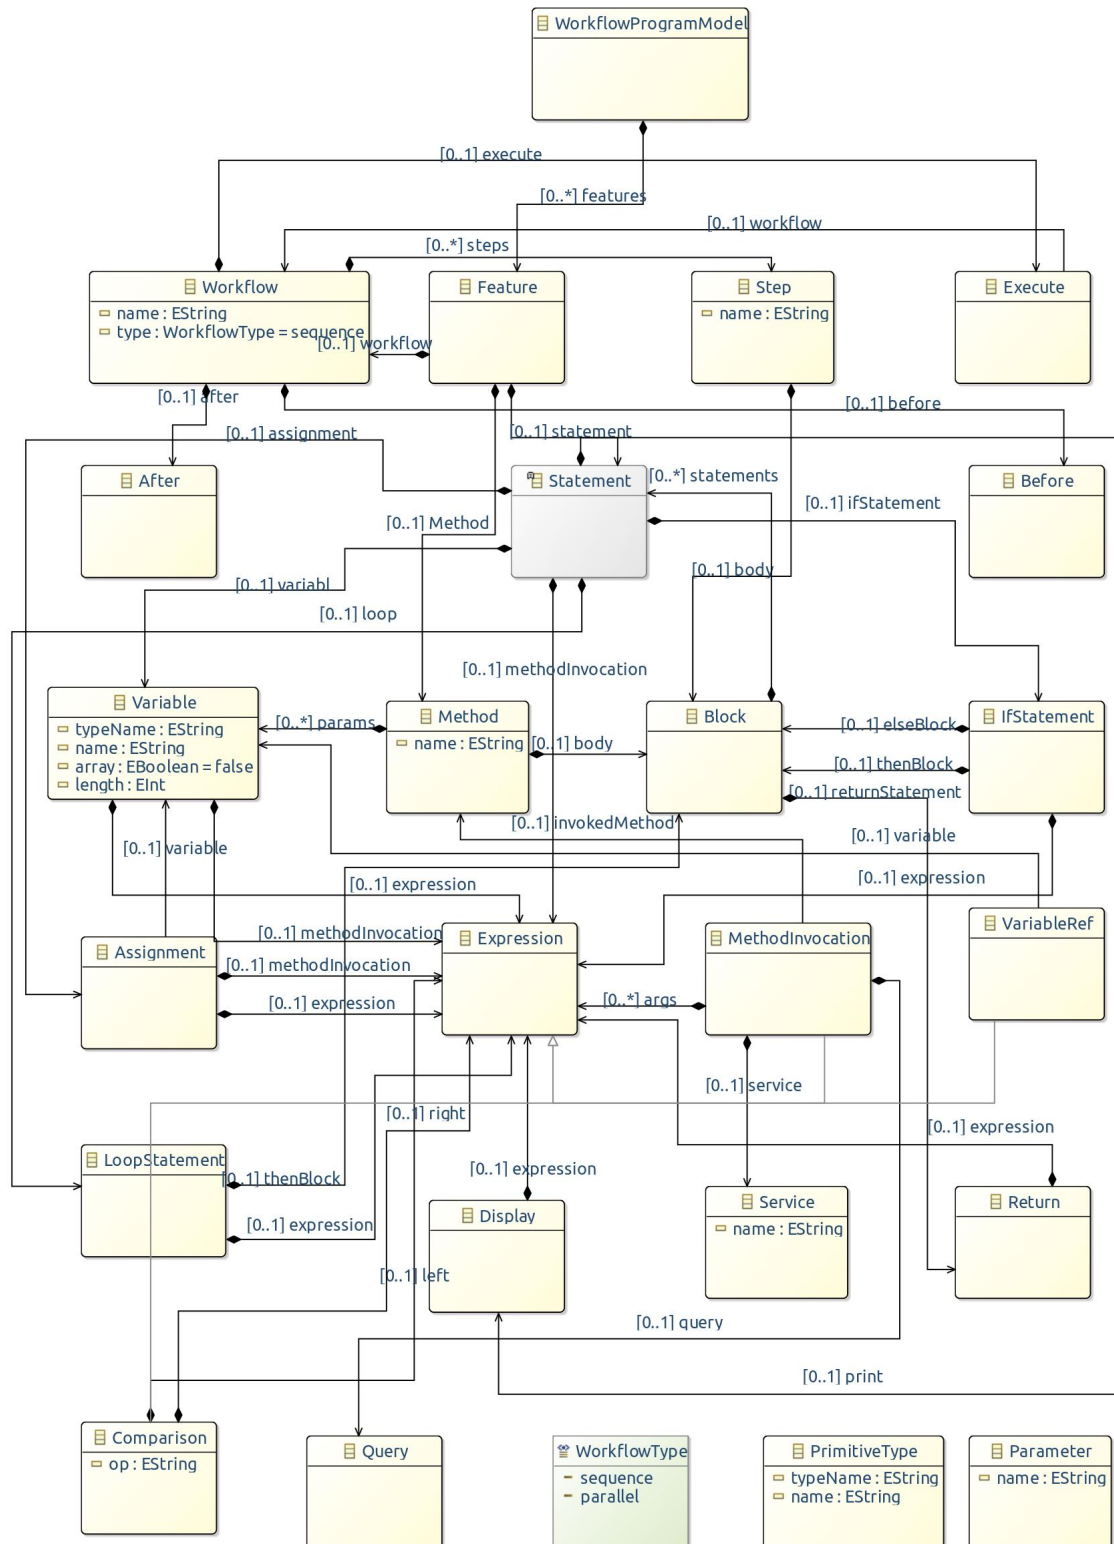 WorkflowProgramModel
[0..1] execute
[0..*] features
[0..1] workflow
[0..*] steps
Workflow
name : EString
type : WorkflowType = sequence
Feature
Step
name : EString
Execute
[0..1] workflow
[0..1] after
[0..1] before
[0..1] assignment
[0..1] statement
After
Statement
[0..*] statements
[0..1] ifStatement
Before
[0..1] Method
[0..1] variabl
[0..1] body
[0..1] loop
[0..1] methodInvocation
Variable
typeName : EString
name : EString
array : EBoolean = false
length : EInt
[0..*] params
Method
name : EString
[0..1] body
Block
[0..1] elseBlock
[0..1] thenBlock
[0..1] returnStatement
IfStatement
[0..1] invokedMethod
[0..1] variable
[0..1] variable
[0..1] expression
[0..1] expression
Assignment
[0..1] methodInvocation
[0..1] methodInvocation
[0..1] expression
Expression
[0..*] args
MethodInvocation
VariableRef
[0..1] service
[0..1] right
[0..1] expression
LoopStatement
[0..1] thenBlock
[0..1] expression
[0..1] expression
Display
Service
name : EString
Return
[0..1] left
[0..1] query
[0..1] print
Comparison
op : EString
Query
WorkflowType
sequence
parallel
PrimitiveType
typeName : EString
name : EString
Parameter
name : EString